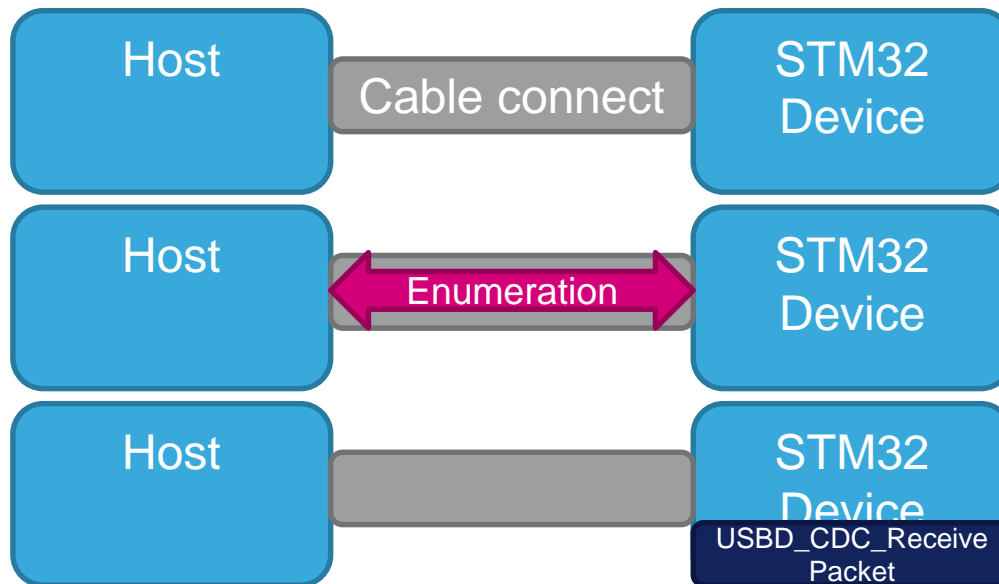 Host
Cable connect
STM32
Device
Host
Enumeration
STM32
Device
Host
STM32
Device
USBD_CDC_Receive
Packet